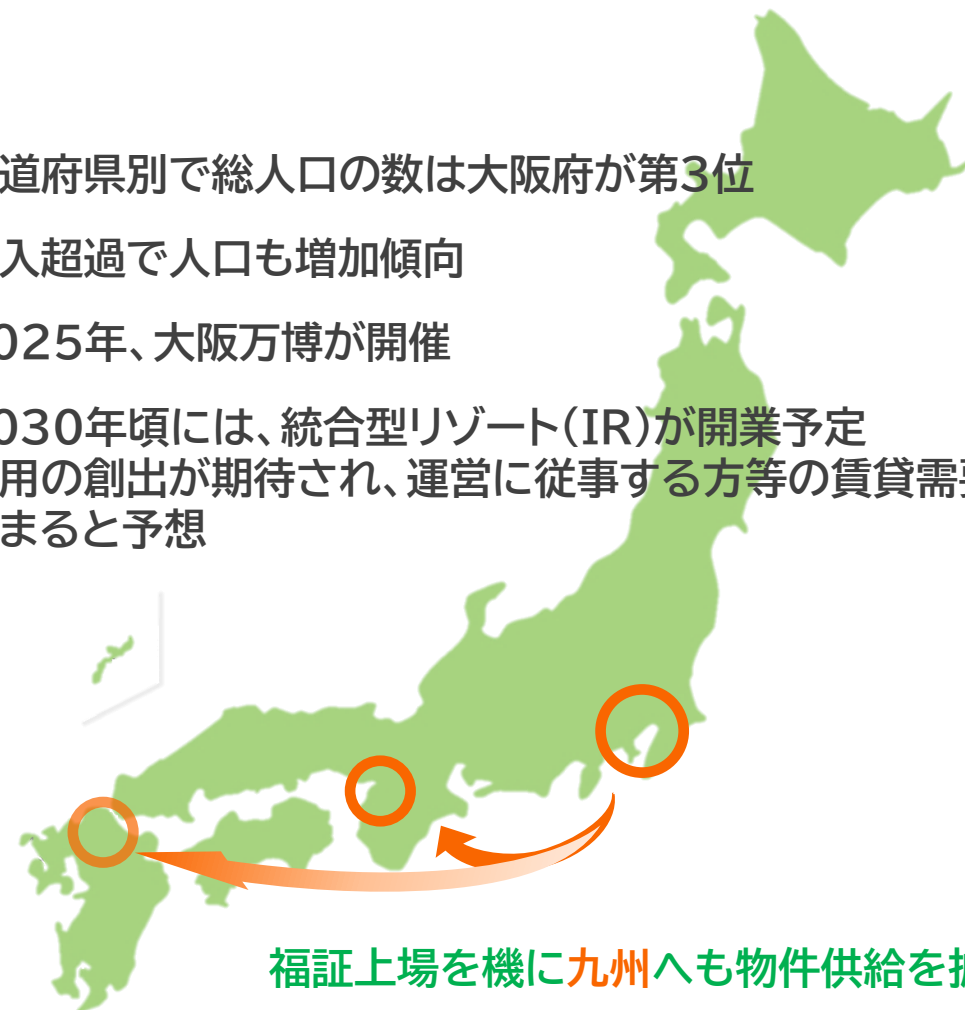 道府県別で総人口の数は大阪府が第3位
入超過で人口も増加傾向
025年、大阪万博が開催
030年頃には、統合型リゾート(IR)が開業予定
用の創出が期待され、運営に従事する方等の賃貸需
まると予想
福証上場を機に九州へも物件供給を